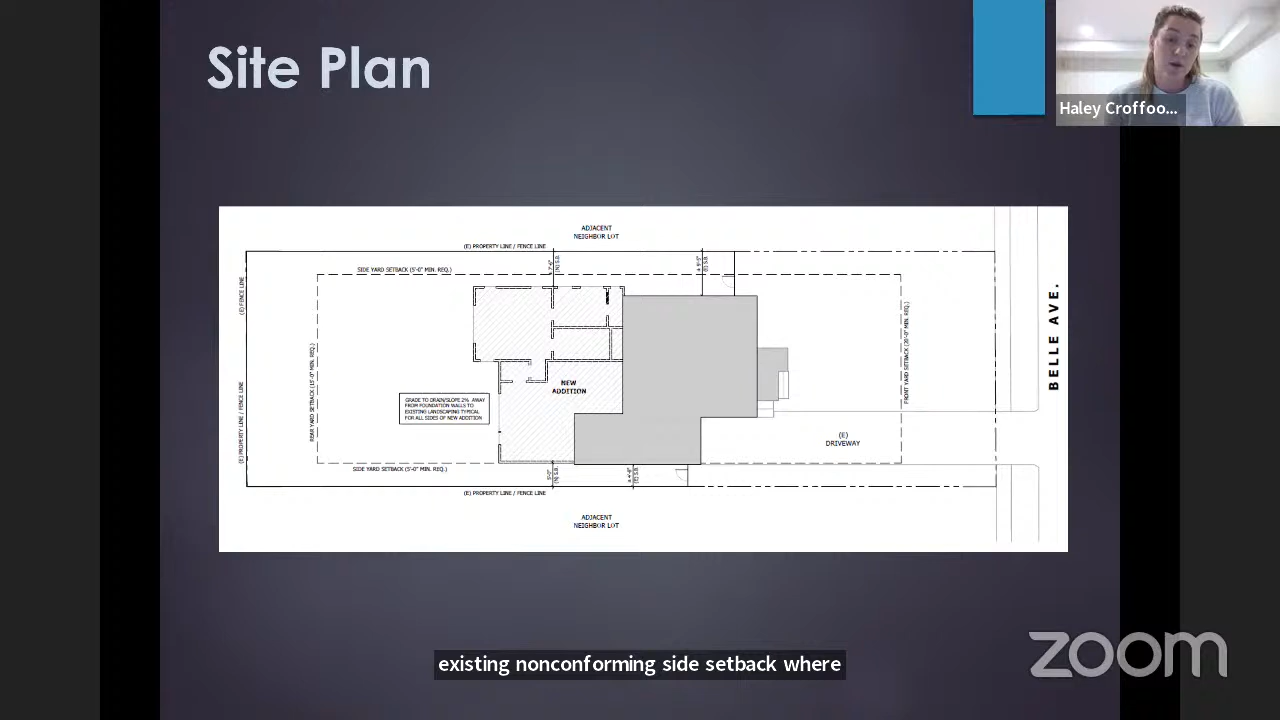 Site Plan
Haley Croffoo...
ADJACENT
NEIGHBOR LOT
(E) PROPERTY LINE / FENCE LINE
SIDE YARD SETBACK (5'-0" MIN. REQ.)
(N) S.B.
(E) S.B.
(E) FENCE LINE
(E) PROPERTY LINE / FENCE LINE
REAR YARD SETBACK (15'-0" MIN. REQ.)
FRONT YARD SETBACK (20'-0" MIN. REQ.)
BELLE AVE.
NEW
ADDITION
GRADE TO DRAIN/SLOPE 2% AWAY
FROM FOUNDATION WALLS TO
EXISTING LANDSCAPING TYPICAL
FOR ALL SIDES OF NEW ADDITION
(E)
DRIVEWAY
SIDE YARD SETBACK (5'-0" MIN. REQ.)
5'-0"
(N) S.B.
(E) S.B.
(E) PROPERTY LINE / FENCE LINE
ADJACENT
NEIGHBOR LOT
existing nonconforming side setback where
zoom